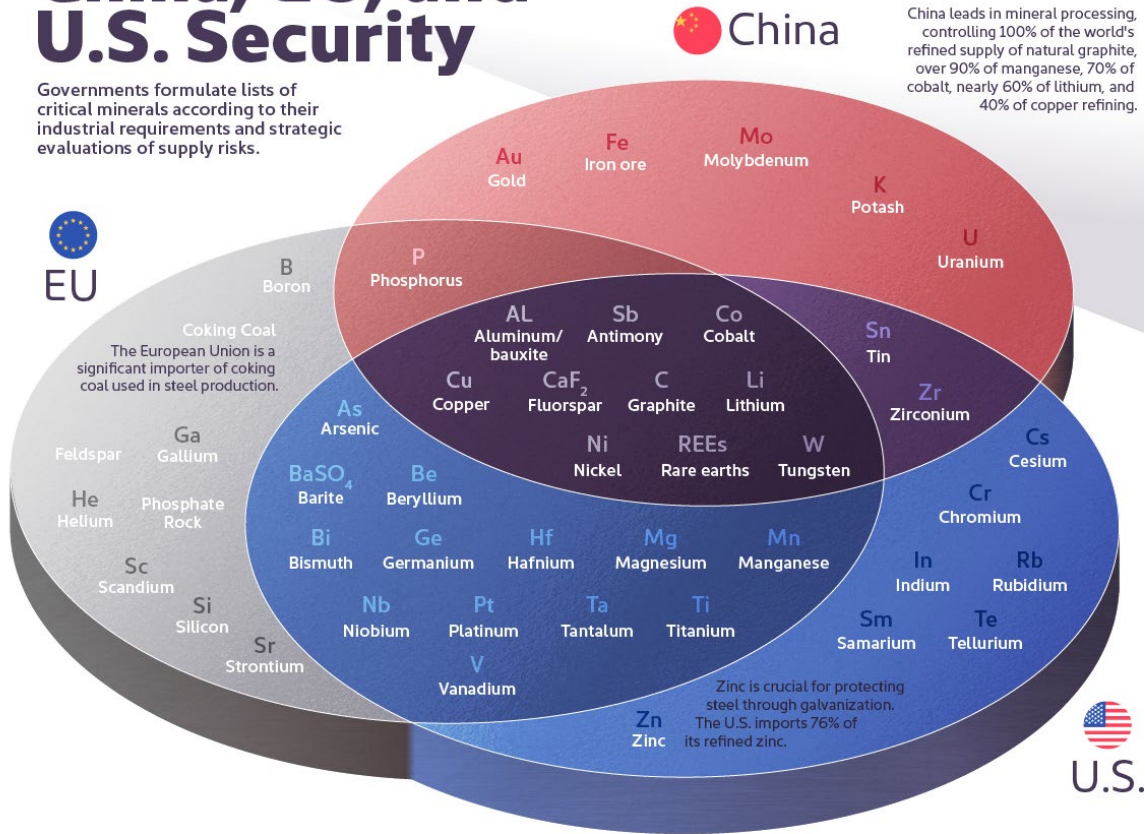 China, EU, and
U.S. Security
Governments formulate lists of
critical minerals according to their
industrial requirements and strategic
evaluations of supply risks.
China
China leads in mineral processing,
controlling 100% of the world's
refined supply of natural graphite,
over 90% of manganese, 70% of
cobalt, nearly 60% of lithium, and
40% of copper refining.
EU
Au
Gold
Fe
Iron ore
Mo
Molybdenum
K
Potash
U
Uranium
P
Phosphorus
B
Boron
Coking Coal
The European Union is a
significant importer of coking
coal used in steel production.
AL
Aluminum/
bauxite
Sb
Antimony
Co
Cobalt
Sn
Tin
Cu
Copper
CaF₂
Fluorspar
C
Graphite
Li
Lithium
Zr
Zirconium
Ni
Nickel
REEs
Rare earths
W
Tungsten
As
Arsenic
Feldspar
Ga
Gallium
BaSO₄
Barite
Be
Beryllium
He
Helium
Phosphate
Rock
Bi
Bismuth
Ge
Germanium
Hf
Hafnium
Mg
Magnesium
Mn
Manganese
Sc
Scandium
Si
Silicon
Sr
Strontium
Nb
Niobium
Pt
Platinum
Ta
Tantalum
Ti
Titanium
V
Vanadium
Cs
Cesium
Cr
Chromium
In
Indium
Rb
Rubidium
Sm
Samarium
Te
Tellurium
Zn
Zinc
Zinc is crucial for protecting
steel through galvanization.
The U.S. imports 76% of
its refined zinc.
U.S.